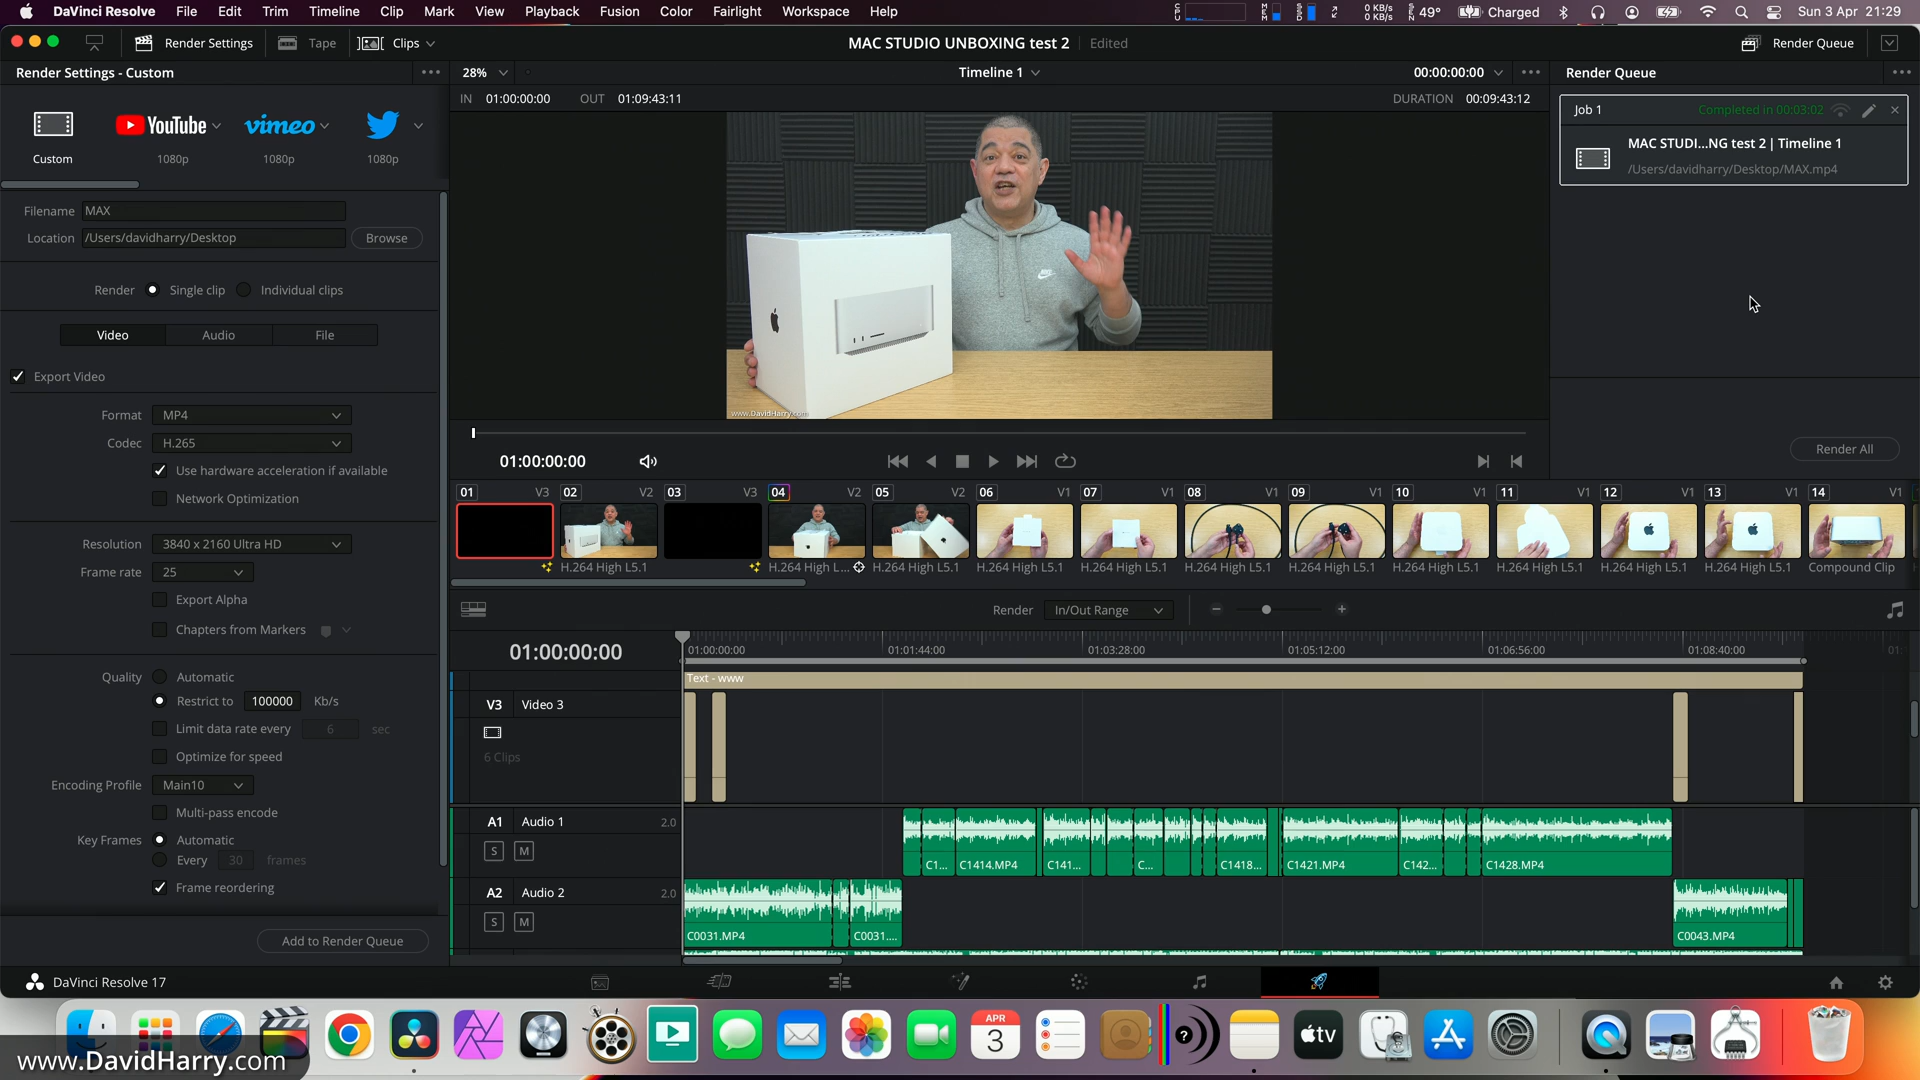 DaVinci Resolve File Edit Trim Timeline Clip Mark View Playback Fusion Color Fairlight Workspace Help
0 KB/s
0 KB/s
49° Charged Sun 3 Apr 21:29
Render Settings Tape Clips MAC STUDIO UNBOXING test 2 Edited Render Queue
Render Settings - Custom 28% Timeline 1 00:00:00:00 Render Queue
IN 01:00:00:00 OUT 01:09:43:11 DURATION 00:09:43:12
YouTube vimeo
Custom 1080p 1080p 1080p
Job 1 Completed in 00:03:02
MAC STUDI...NG test 2 | Timeline 1
/Users/davidharry/Desktop/MAX.mp4
Filename MAX
Location /Users/davidharry/Desktop Browse
Render Single clip Individual clips
Video Audio File
Export Video
Format MP4
Codec H.265
Use hardware acceleration if available
Network Optimization
Resolution 3840 x 2160 Ultra HD
Frame rate 25
Export Alpha
Chapters from Markers
Quality Automatic
Restrict to 100000 Kb/s
Limit data rate every 6 sec
Optimize for speed
Encoding Profile Main10
Multi-pass encode
Key Frames Automatic
Every 30 frames
Frame reordering
Add to Render Queue
www.DavidHarry.com
01:00:00:00
Render All
01 V3 02 V2 03 V3 04 V2 05 V2 06 V1 07 V1 08 V1 09 V1 10 V1 11 V1 12 V1 13 V1 14 V1
H.264 High L5.1 H.264 High L... H.264 High L5.1 H.264 High L5.1 H.264 High L5.1 H.264 High L5.1 H.264 High L5.1 H.264 High L5.1 H.264 High L5.1 H.264 High L5.1 H.264 High L5.1 Compound Clip
Render In/Out Range
01:00:00:00 01:00:00:00 01:01:44:00 01:03:28:00 01:05:12:00 01:06:56:00 01:08:40:00
Text - www
V3 Video 3
6 Clips
A1 Audio 1 2.0
S M
C1... C1414.MP4 C141... C... C1418... C1421.MP4 C142... C1428.MP4
A2 Audio 2 2.0
S M
C0031.MP4 C0031.... C0043.MP4
DaVinci Resolve 17
APR
3
tv
www.DavidHarry.com